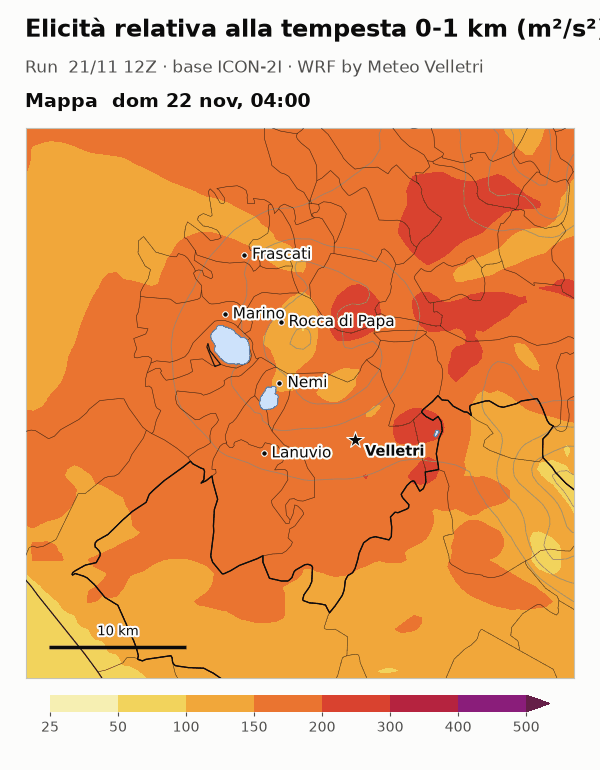 Elicità relativa alla tempesta 0-1 km (m²/s²)
Run  21/11 12Z · base ICON-2I · WRF by Meteo Velletri
Mappa  dom 22 nov, 04:00
Frascati
Marino
Rocca di Papa
Nemi
Velletri
Lanuvio
10 km
25 50 100 150 200 300 400 500